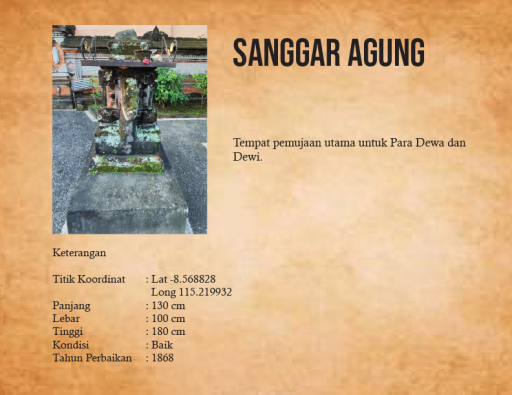 SANGGAR AGUNG
Tempat pemujaan utama untuk Para Dewa dan
Dewi.
Keterangan
Titik Koordinat : Lat -8.568828
Long 115.219932
Panjang : 130 cm
Lebar : 100 cm
Tinggi : 180 cm
Kondisi : Baik
Tahun Perbaikan : 1868